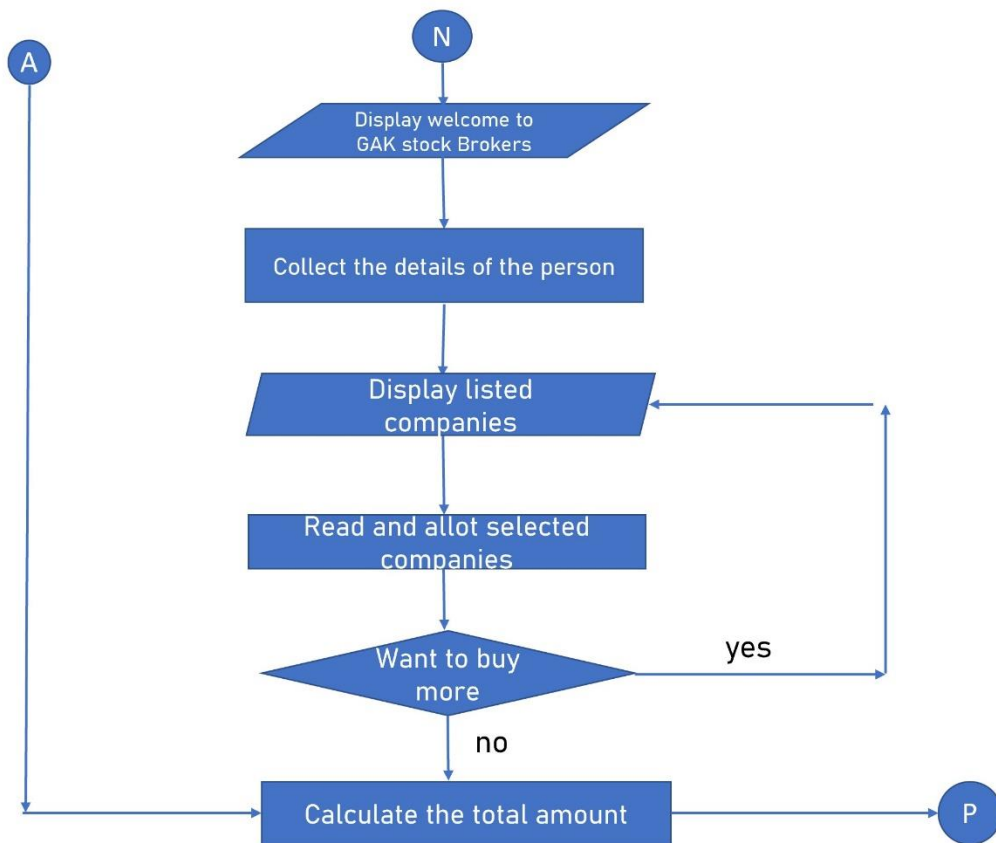 N
A
Display welcome to
GAK stock Brokers
Collect the details of the person
Display listed
companies
Read and allot selected
companies
Want to buy
more
yes
no
Calculate the total amount
P